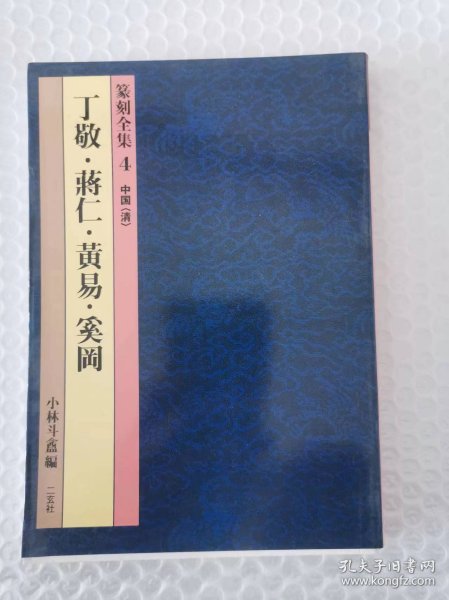 篆刻全集 4 中国〈清〉
丁敬・蔣仁・黃易・奚岡
小林斗盦編 二玄社
孔夫子旧书网
www.kongfz.com